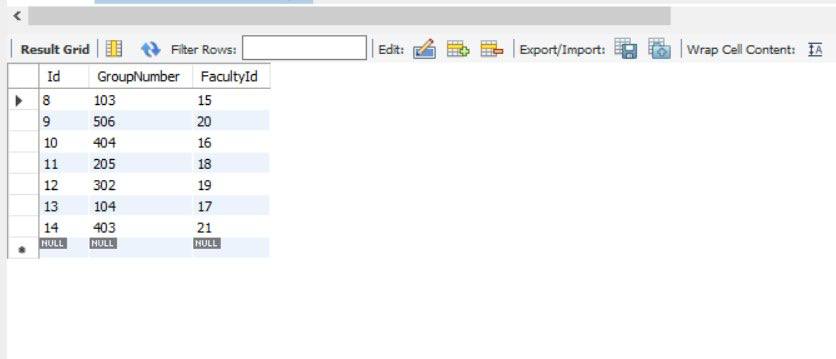 Result Grid Filter Rows: Edit: Export/Import: Wrap Cell Content: IA
Id GroupNumber FacultyId
8 103 15
9 506 20
10 404 16
11 205 18
12 302 19
13 104 17
14 403 21
NULL NULL NULL